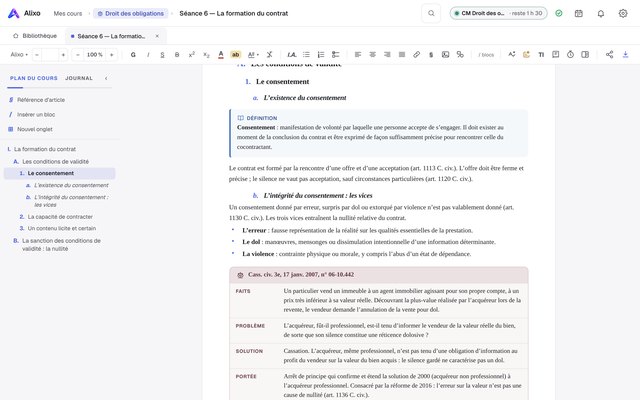 Alixo
Mes cours
Droit des obligations
Séance 6 — La formation du contrat
CM Droit des o...
· reste 1 h 30
Bibliothèque
Séance 6 — La formatio...
Alixo
100 %
G I S B x² x₂ A ab
/ blocs
PLAN DU COURS
JOURNAL
Référence d'article
Insérer un bloc
Nouvel onglet
I. La formation du contrat
A. Les conditions de validité
1. Le consentement
a. L'existence du consentement
b. L'intégrité du consentement : les vices
2. La capacité de contracter
3. Un contenu licite et certain
B. La sanction des conditions de validité : la nullité
A. Les conditions de validité
1. Le consentement
a. L'existence du consentement
DÉFINITION
Consentement : manifestation de volonté par laquelle une personne accepte de s'engager. Il doit exister au
moment de la conclusion du contrat et être exprimé de façon suffisamment précise pour rencontrer celle du
cocontractant.
Le contrat est formé par la rencontre d'une offre et d'une acceptation (art. 1113 C. civ.). L'offre doit être ferme et
précise ; le silence ne vaut pas acceptation, sauf circonstances particulières (art. 1120 C. civ.).
b. L'intégrité du consentement : les vices
Un consentement donné par erreur, surpris par dol ou extorqué par violence n'est pas valablement donné (art.
1130 C. civ.). Les trois vices entraînent la nullité relative du contrat.
• L'erreur : fausse représentation de la réalité sur les qualités essentielles de la prestation.
• Le dol : manœuvres, mensonges ou dissimulation intentionnelle d'une information déterminante.
• La violence : contrainte physique ou morale, y compris l'abus d'un état de dépendance.
Cass. civ. 3e, 17 janv. 2007, n° 06-10.442
FAITS
Un particulier vend un immeuble à un agent immobilier agissant pour son propre compte, à un
prix très inférieur à sa valeur réelle. Découvrant la plus-value réalisée par l'acquéreur lors de la
revente, le vendeur demande l'annulation de la vente pour dol.
PROBLÈME
L'acquéreur, fût-il professionnel, est-il tenu d'informer le vendeur de la valeur réelle du bien,
de sorte que son silence constitue une réticence dolosive ?
SOLUTION
Cassation. L'acquéreur, même professionnel, n'est pas tenu d'une obligation d'information au
profit du vendeur sur la valeur du bien acquis : le silence gardé ne caractérise pas un dol.
PORTÉE
Arrêt de principe qui confirme et étend la solution de 2000 (acquéreur non professionnel) à
l'acquéreur professionnel. Consacré par la réforme de 2016 : l'erreur sur la valeur n'est pas une
cause de nullité (art. 1136 C. civ.).